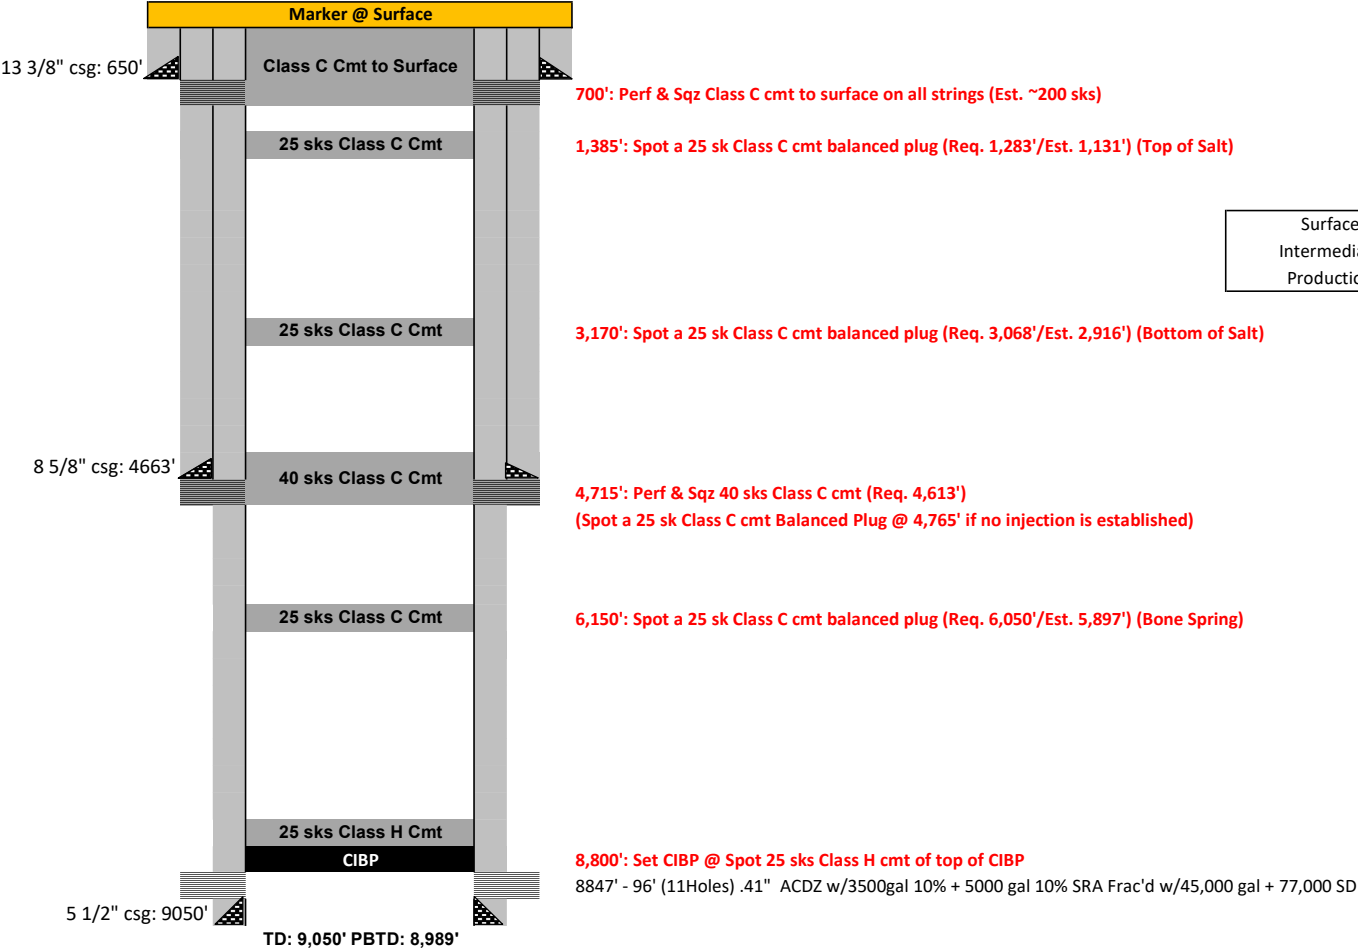 Marker @ Surface
13 3/8" csg: 650'
Class C Cmt to Surface
700': Perf & Sqz Class C cmt to surface on all strings (Est. ~200 sks)
25 sks Class C Cmt
1,385': Spot a 25 sk Class C cmt balanced plug (Req. 1,283'/Est. 1,131') (Top of Salt)
Surface
Intermedia
Productio
25 sks Class C Cmt
3,170': Spot a 25 sk Class C cmt balanced plug (Req. 3,068'/Est. 2,916') (Bottom of Salt)
8 5/8" csg: 4663'
40 sks Class C Cmt
4,715': Perf & Sqz 40 sks Class C cmt (Req. 4,613')
(Spot a 25 sk Class C cmt Balanced Plug @ 4,765' if no injection is established)
25 sks Class C Cmt
6,150': Spot a 25 sk Class C cmt balanced plug (Req. 6,050'/Est. 5,897') (Bone Spring)
25 sks Class H Cmt
CIBP
8,800': Set CIBP @ Spot 25 sks Class H cmt of top of CIBP
8847' - 96' (11Holes) .41" ACDZ w/3500gal 10% + 5000 gal 10% SRA Frac'd w/45,000 gal + 77,000 SD
5 1/2" csg: 9050'
TD: 9,050' PBTD: 8,989'